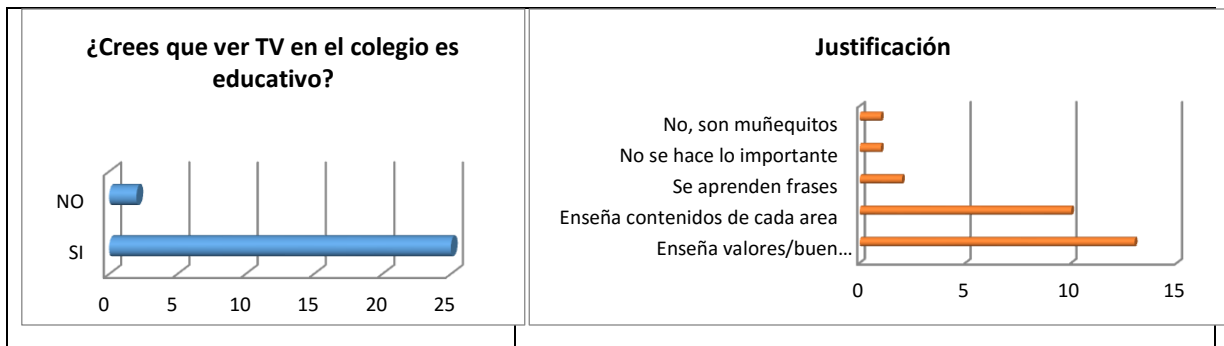 ¿Crees que ver TV en el colegio es
educativo?
NO
SI
0 5 10 15 20 25
Justificación
No, son muñequitos
No se hace lo importante
Se aprenden frases
Enseña contenidos de cada area
Enseña valores/buen…
0 5 10 15